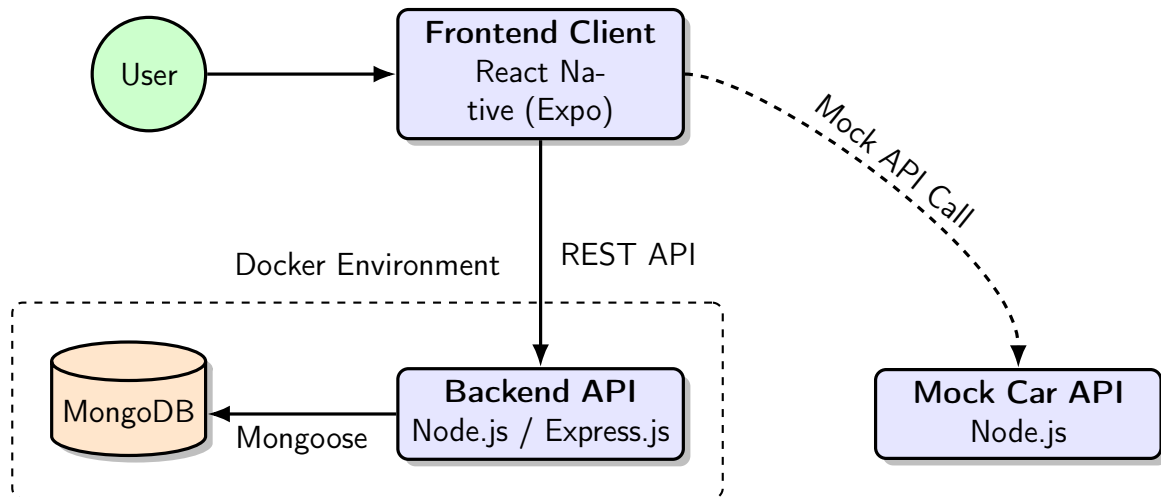 User
Frontend Client
React Na-
tive (Expo)
Mock API Call
Docker Environment
REST API
MongoDB
Mongoose
Backend API
Node.js / Express.js
Mock Car API
Node.js